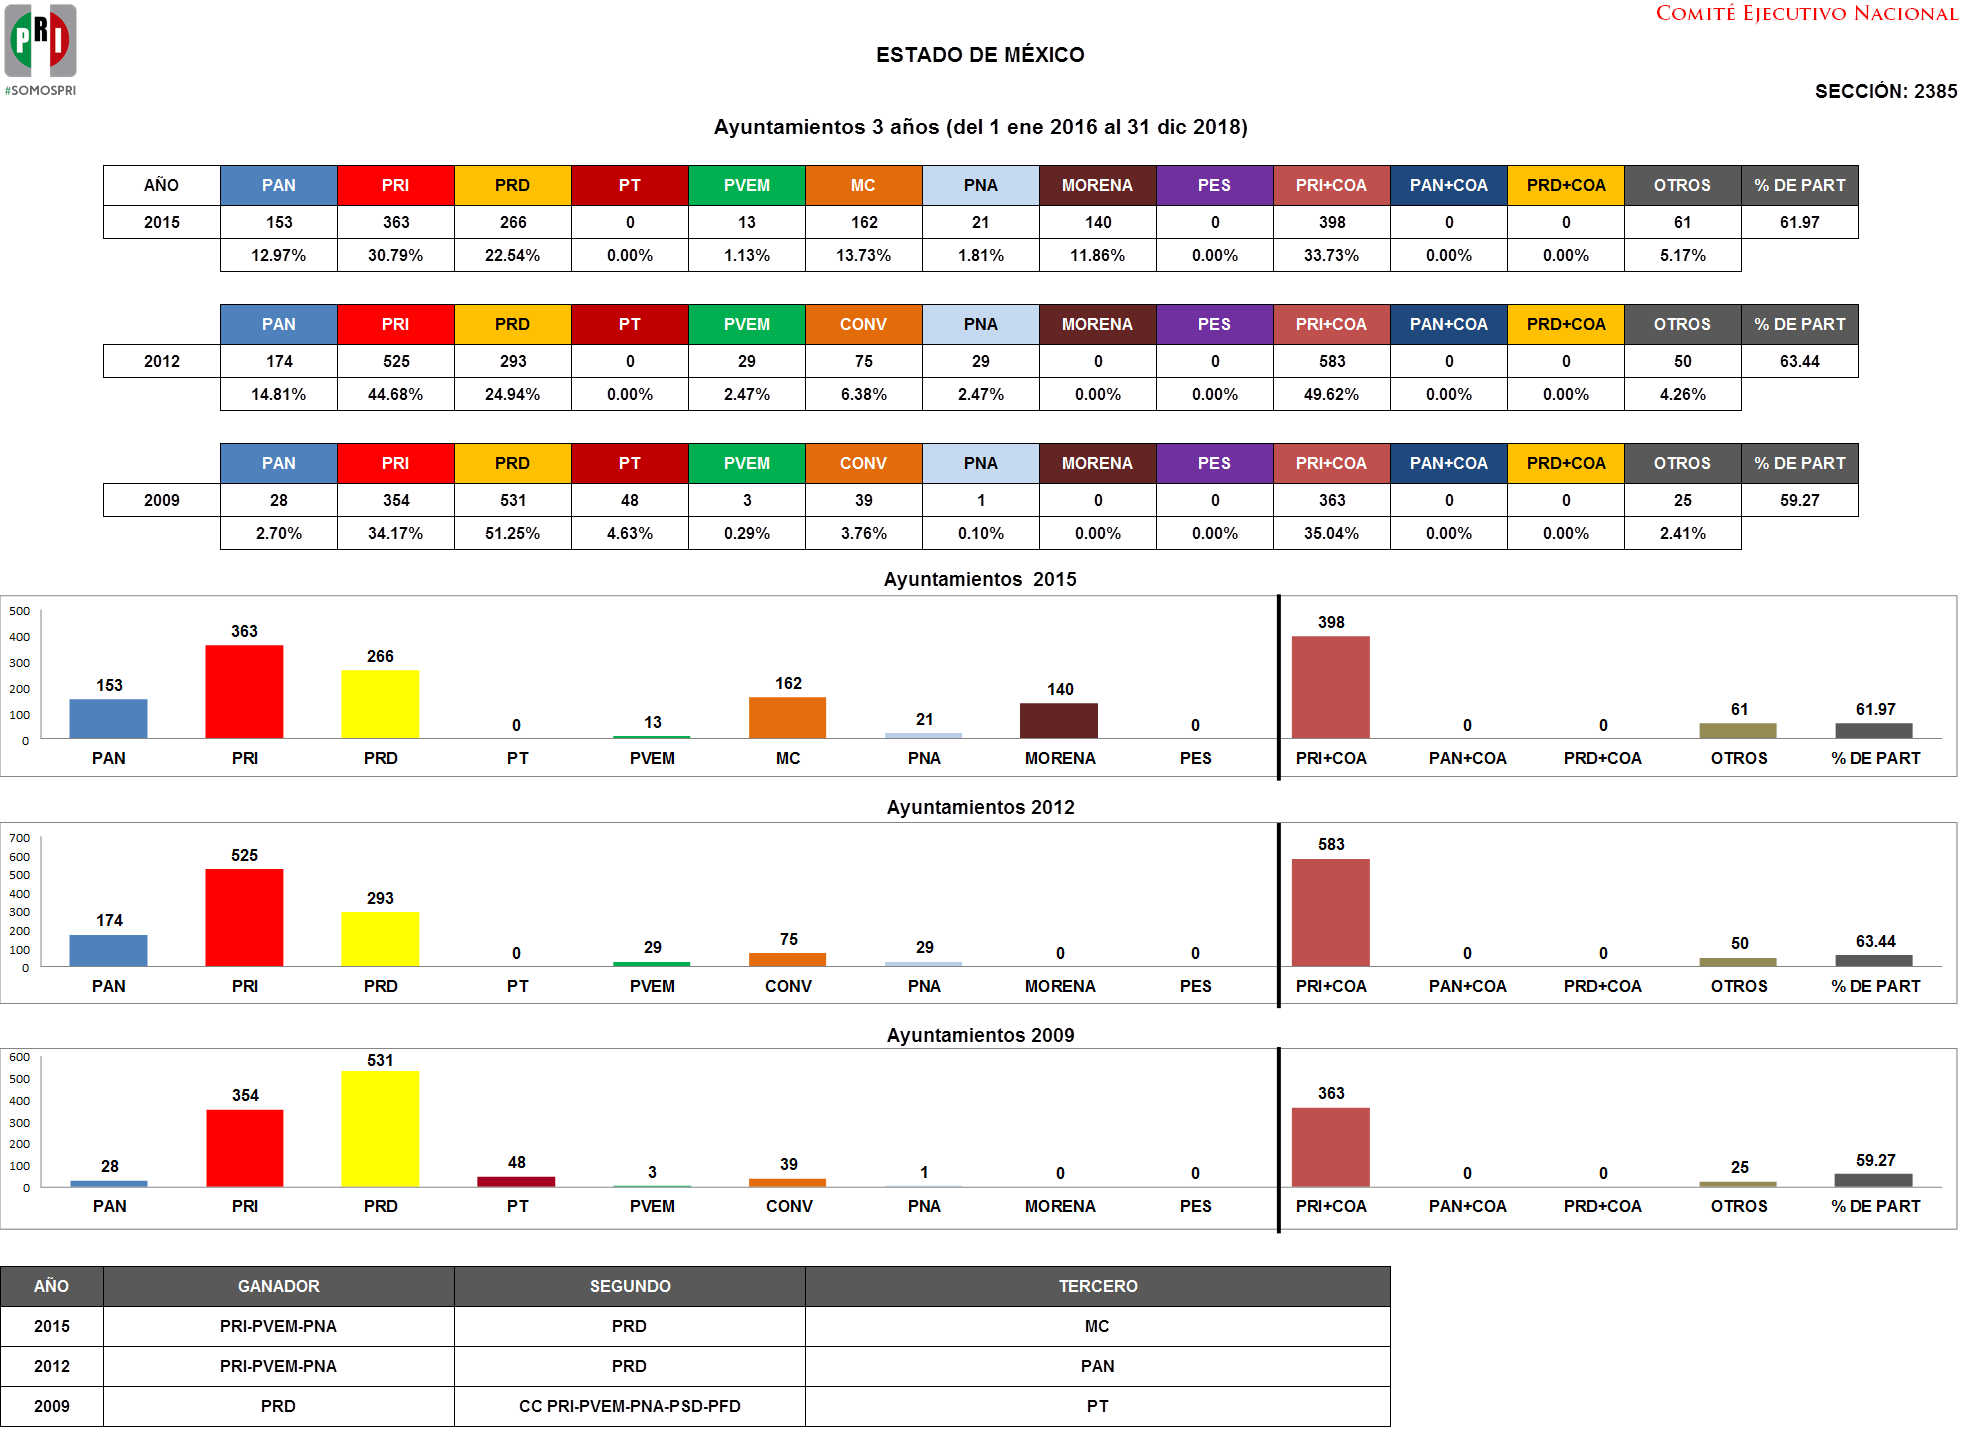 PRI
#SOMOSPRI
COMITÉ EJECUTIVO NACIONAL
ESTADO DE MÉXICO
SECCIÓN: 2385
Ayuntamientos 3 años (del 1 ene 2016 al 31 dic 2018)
AÑO PAN PRI PRD PT PVEM MC PNA MORENA PES PRI+COA PAN+COA PRD+COA OTROS % DE PART
2015 153 363 266 0 13 162 21 140 0 398 0 0 61 61.97
12.97% 30.79% 22.54% 0.00% 1.13% 13.73% 1.81% 11.86% 0.00% 33.73% 0.00% 0.00% 5.17%
PAN PRI PRD PT PVEM CONV PNA MORENA PES PRI+COA PAN+COA PRD+COA OTROS % DE PART
2012 174 525 293 0 29 75 29 0 0 583 0 0 50 63.44
14.81% 44.68% 24.94% 0.00% 2.47% 6.38% 2.47% 0.00% 0.00% 49.62% 0.00% 0.00% 4.26%
PAN PRI PRD PT PVEM CONV PNA MORENA PES PRI+COA PAN+COA PRD+COA OTROS % DE PART
2009 28 354 531 48 3 39 1 0 0 363 0 0 25 59.27
2.70% 34.17% 51.25% 4.63% 0.29% 3.76% 0.10% 0.00% 0.00% 35.04% 0.00% 0.00% 2.41%
Ayuntamientos 2015
500
400
300
200
100
0
153 363 266 0 13 162 21 140 0 398 0 0 61 61.97
PAN PRI PRD PT PVEM MC PNA MORENA PES PRI+COA PAN+COA PRD+COA OTROS % DE PART
Ayuntamientos 2012
700
600
500
400
300
200
100
0
174 525 293 0 29 75 29 0 0 583 0 0 50 63.44
PAN PRI PRD PT PVEM CONV PNA MORENA PES PRI+COA PAN+COA PRD+COA OTROS % DE PART
Ayuntamientos 2009
600
500
400
300
200
100
0
28 354 531 48 3 39 1 0 0 363 0 0 25 59.27
PAN PRI PRD PT PVEM CONV PNA MORENA PES PRI+COA PAN+COA PRD+COA OTROS % DE PART
AÑO GANADOR SEGUNDO TERCERO
2015 PRI-PVEM-PNA PRD MC
2012 PRI-PVEM-PNA PRD PAN
2009 PRD CC PRI-PVEM-PNA-PSD-PFD PT